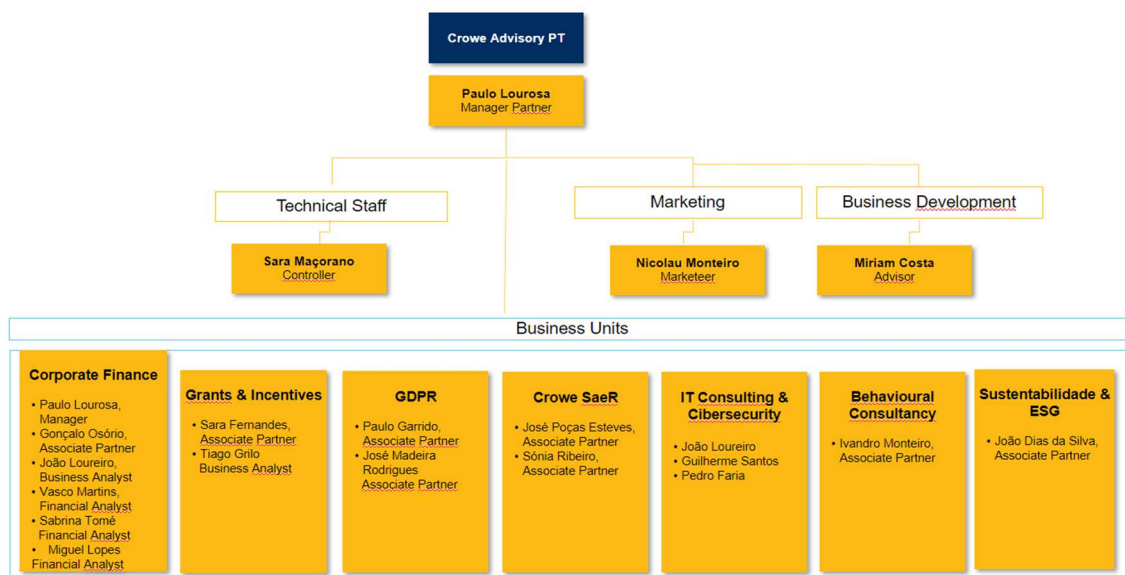 Crowe Advisory PT
Paulo Lourosa
Manager Partner
Technical Staff
Marketing
Business Development
Sara Maçorano
Controller
Nicolau Monteiro
Marketeer
Miriam Costa
Advisor
Business Units
Corporate Finance
• Paulo Lourosa,
Manager
• Gonçalo Osório,
Associate Partner
• João Loureiro,
Business Analyst
• Vasco Martins,
Financial Analyst
• Sabrina Tomé
Financial Analyst
• Miguel Lopes
Financial Analyst
Grants & Incentives
• Sara Fernandes,
Associate Partner
• Tiago Grilo
Business Analyst
GDPR
• Paulo Garrido,
Associate Partner
• José Madeira
Rodrigues
Associate Partner
Crowe SaeR
• José Poças Esteves,
Associate Partner
• Sónia Ribeiro,
Associate Partner
IT Consulting &
Cibersecurity
• João Loureiro
• Guilherme Santos
• Pedro Faria
Behavioural
Consultancy
• Ivandro Monteiro,
Associate Partner
Sustentabilidade &
ESG
• João Dias da Silva,
Associate Partner